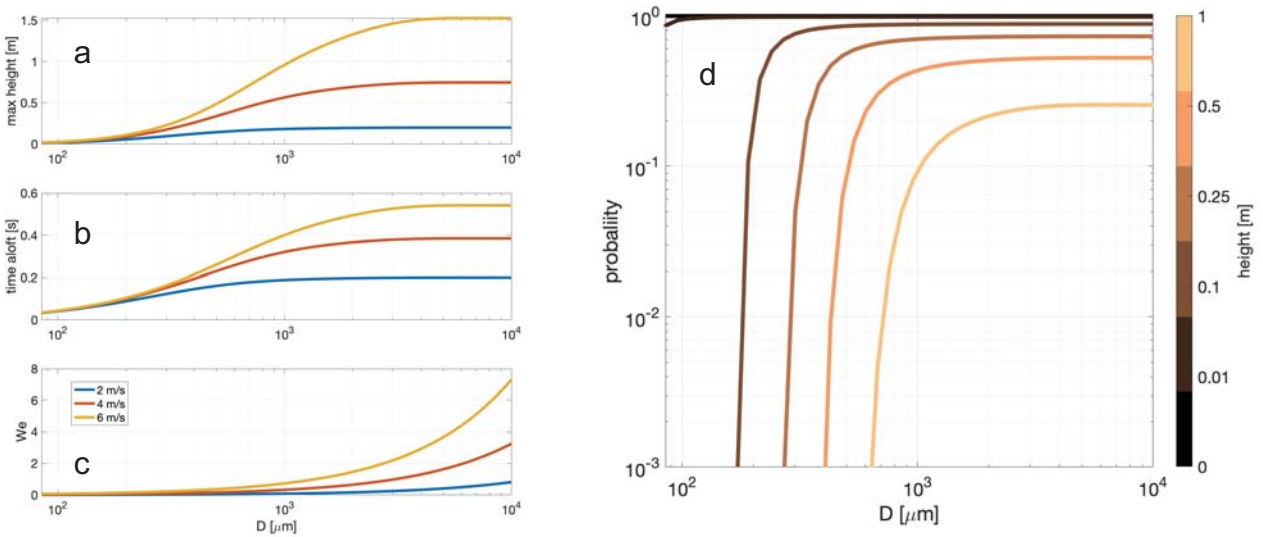 a
max height [m]
1.5
1
0.5
0
10²
10³
10⁴
b
time aloft [s]
0.6
0.4
0.2
0
10²
10³
10⁴
c
We
8
6
4
2
0
2 m/s
4 m/s
6 m/s
10²
10³
10⁴
D [μm]
d
probaliity
10⁰
10⁻¹
10⁻²
10⁻³
10²
10³
10⁴
D [μm]
1
0.5
0.25
0.1
0.01
0
height [m]